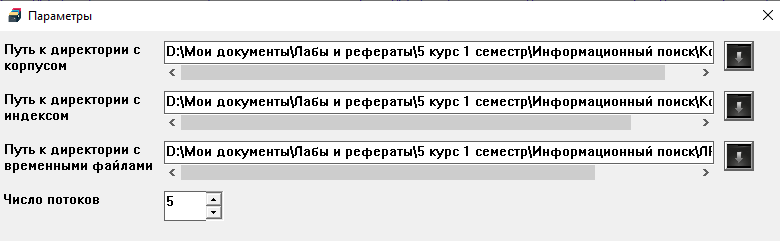 Параметры
Путь к директории с
корпусом
D:\Мои документы\Лабы и рефераты\5 курс 1 семестр\Информационный поиск\Ко
Путь к директории с
индексом
D:\Мои документы\Лабы и рефераты\5 курс 1 семестр\Информационный поиск\Ко
Путь к директории с
временными файлами
D:\Мои документы\Лабы и рефераты\5 курс 1 семестр\Информационный поиск\ЛР
Число потоков
5